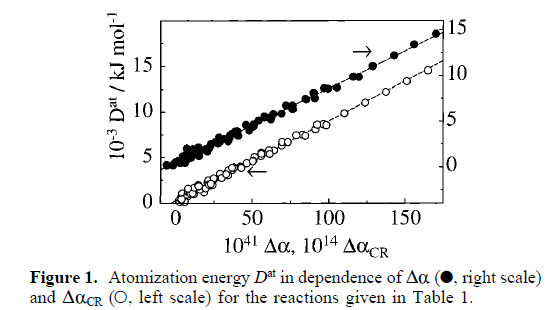 15
15
10
10
5
5
0
0
0 50 100 150
10⁻³ Dᵃᵗ / kJ mol⁻¹
10⁴¹ Δα, 10¹⁴ Δα_CR
Figure 1. Atomization energy Dᵃᵗ in dependence of Δα (●, right scale)
and Δα_CR (○, left scale) for the reactions given in Table 1.